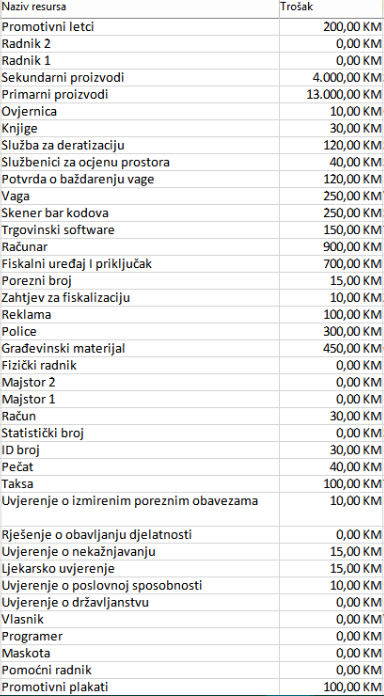 Naziv resursa Trošak
Promotivni letci 200,00 KM
Radnik 2 0,00 KM
Radnik 1 0,00 KM
Sekundarni proizvodi 4.000,00 KM
Primarni proizvodi 13.000,00 KM
Ovjernica 10,00 KM
Knjige 30,00 KM
Služba za deratizaciju 120,00 KM
Službenici za ocjenu prostora 40,00 KM
Potvrda o baždarenju vage 120,00 KM
Vaga 250,00 KM
Skener bar kodova 250,00 KM
Trgovinski software 150,00 KM
Računar 900,00 KM
Fiskalni uređaj I priključak 700,00 KM
Porezni broj 15,00 KM
Zahtjev za fiskalizaciju 10,00 KM
Reklama 100,00 KM
Police 300,00 KM
Građevinski materijal 450,00 KM
Fizički radnik 0,00 KM
Majstor 2 0,00 KM
Majstor 1 0,00 KM
Račun 30,00 KM
Statistički broj 0,00 KM
ID broj 30,00 KM
Pečat 40,00 KM
Taksa 100,00 KM
Uvjerenje o izmirenim poreznim obavezama 10,00 KM
Rješenje o obavljanju djelatnosti 0,00 KM
Uvjerenje o nekažnjavanju 15,00 KM
Ljekarsko uvjerenje 15,00 KM
Uvjerenje o poslovnoj sposobnosti 10,00 KM
Uvjerenje o državljanstvu 0,00 KM
Vlasnik 0,00 KM
Programer 0,00 KM
Maskota 0,00 KM
Pomoćni radnik 0,00 KM
Promotivni plakati 100,00 KM